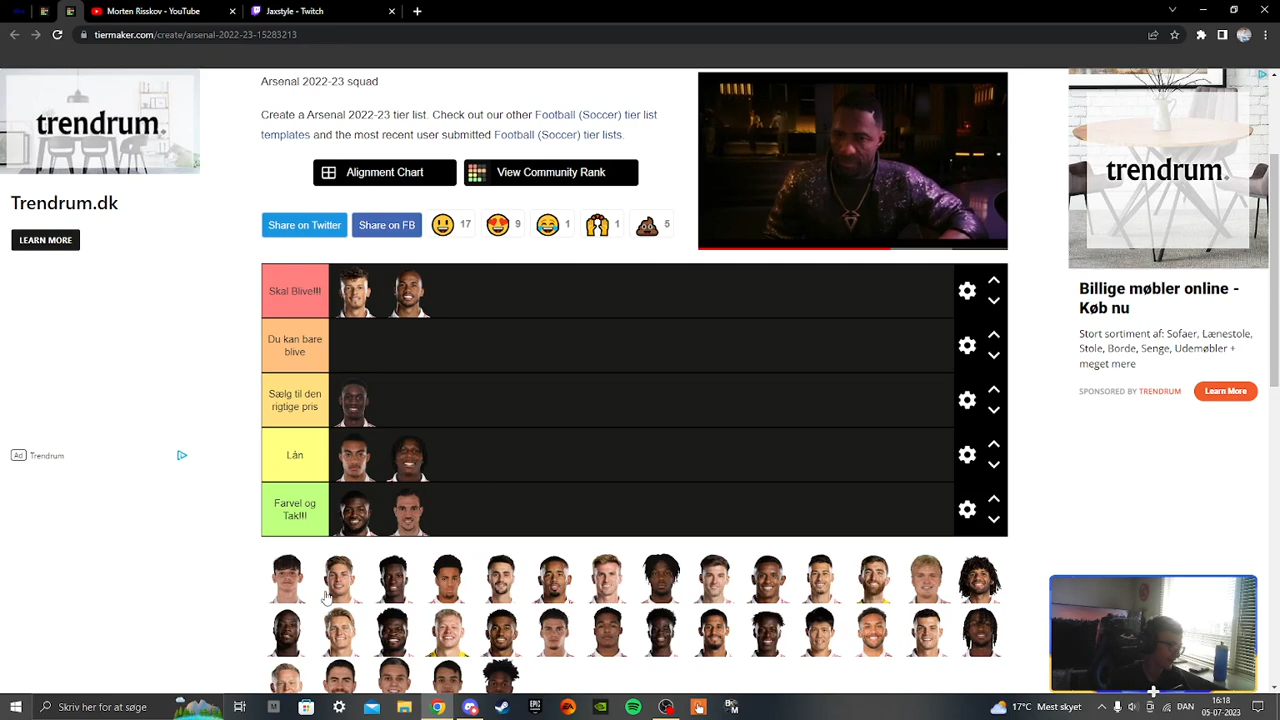 Morten Risskov - YouTube
Jaxstyle - Twitch
tiermaker.com/create/arsenal-2022-23-15283213
trendrum.
Trendrum.dk
LEARN MORE
Ad Trendrum
Arsenal 2022-23 squad
Create a Arsenal 2022-23 tier list. Check out our other Football (Soccer) tier list
templates and the most recent user submitted Football (Soccer) tier lists.
Alignment Chart
View Community Rank
Share on Twitter
Share on FB
17
9
1
1
5
Skal Blive!!!
Du kan bare
blive
Sælg til den
rigtige pris
Lån
Farvel og
Tak!!!
trendrum.
Billige møbler online -
Køb nu
Stort sortiment af: Sofaer, Lænestole,
Stole, Borde, Senge, Udemøbler +
meget mere
SPONSORED BY TRENDRUM
Learn More
Skriv her for at søge
17°C Mest skyet
DAN
16:18
05-07-2023